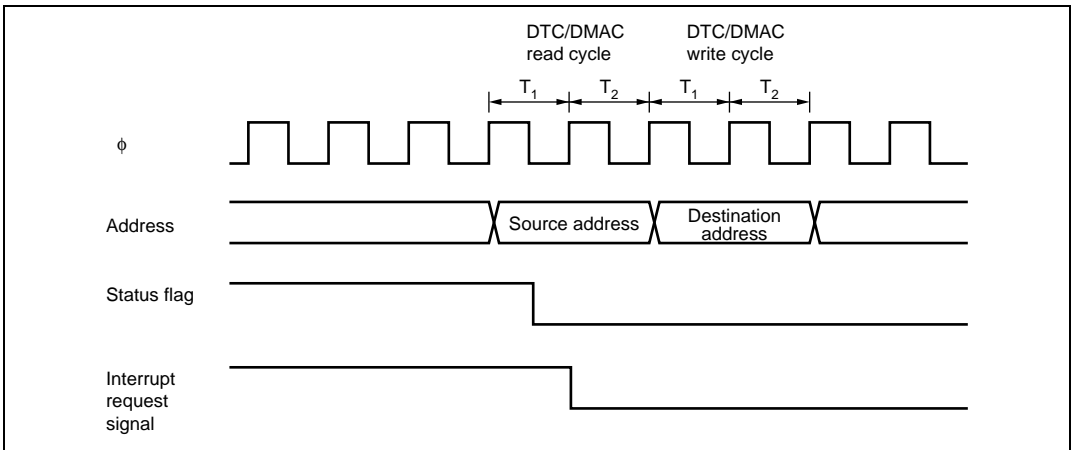 DTC/DMAC
read cycle
DTC/DMAC
write cycle
T1
T2
T1
T2
ϕ
Address
Source address
Destination
address
Status flag
Interrupt
request
signal